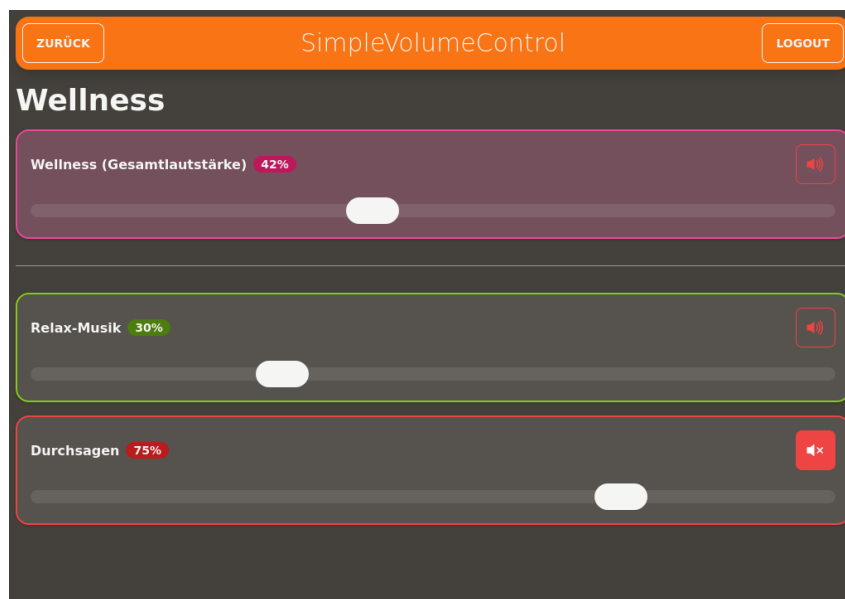 ZURÜCK SimpleVolumeControl LOGOUT
Wellness
Wellness (Gesamtlautstärke) 42%
Relax-Musik 30%
Durchsagen 75%